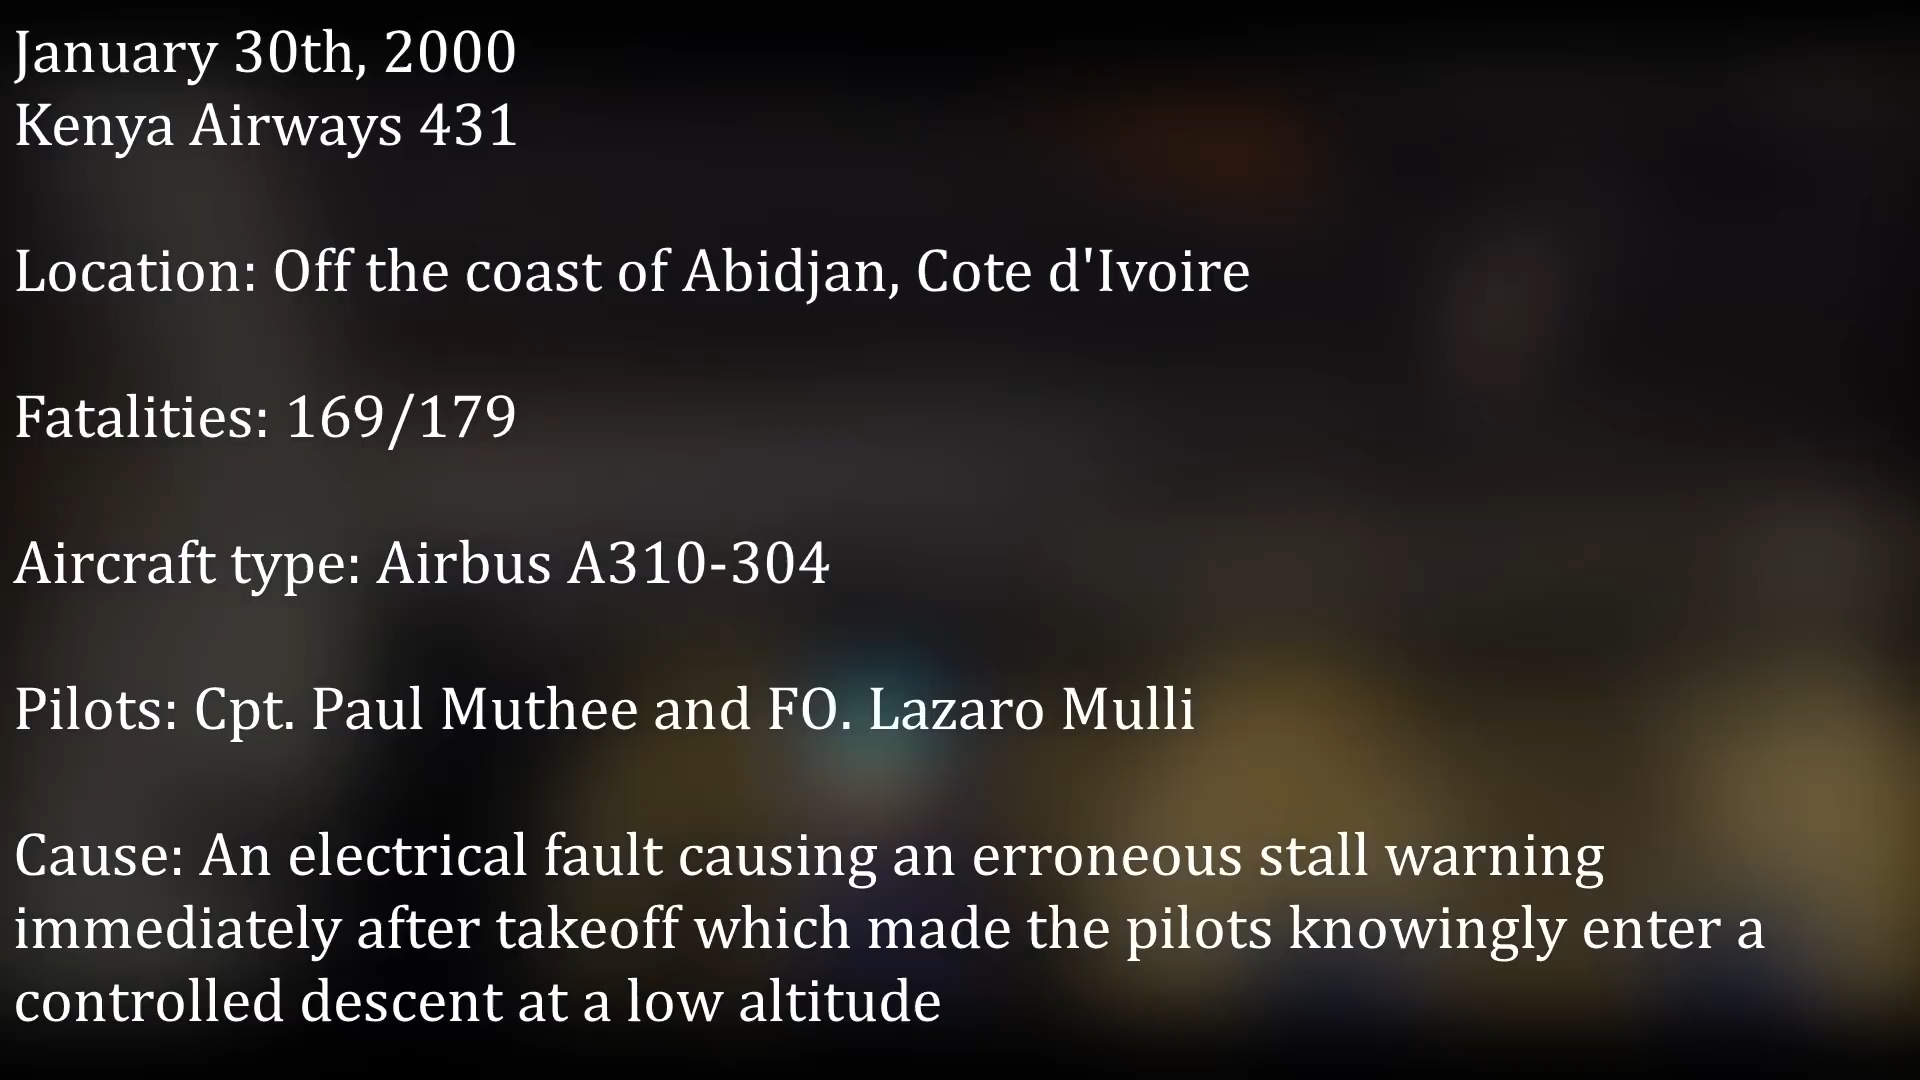 January 30th, 2000
Kenya Airways 431
Location: Off the coast of Abidjan, Cote d'Ivoire
Fatalities: 169/179
Aircraft type: Airbus A310-304
Pilots: Cpt. Paul Muthee and FO. Lazaro Mulli
Cause: An electrical fault causing an erroneous stall warning
immediately after takeoff which made the pilots knowingly enter a
controlled descent at a low altitude